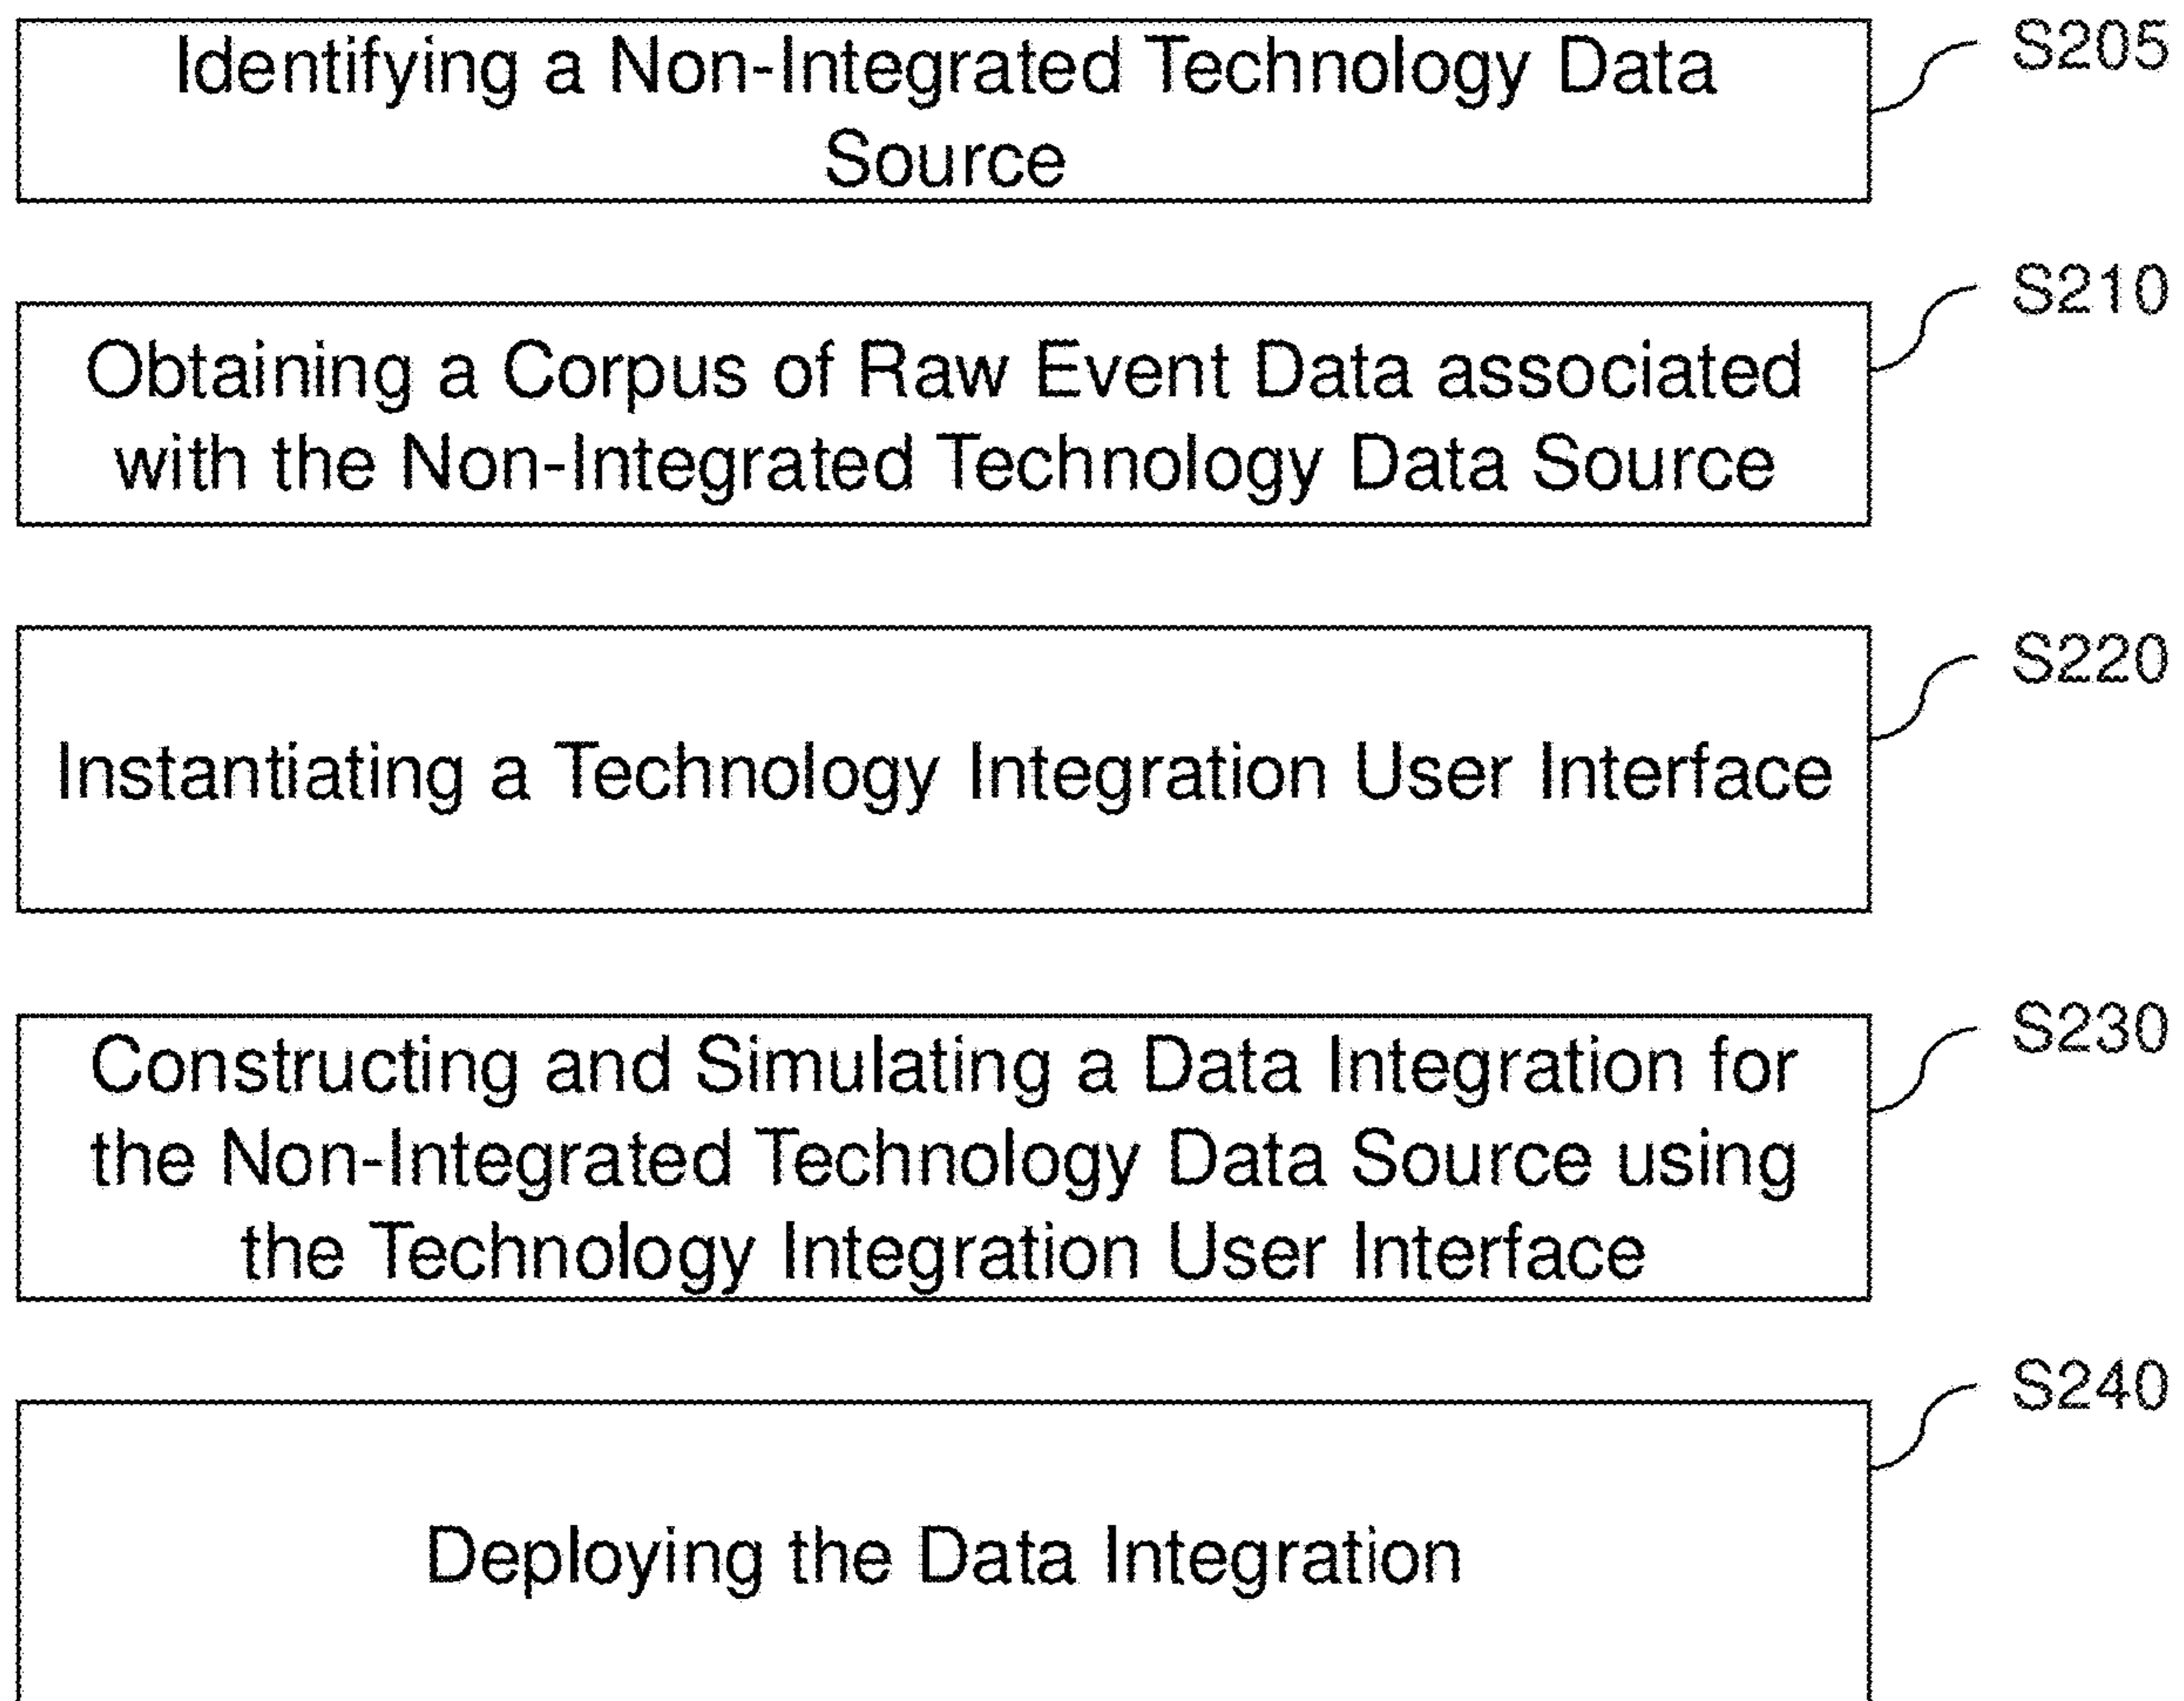 Identifying a Non-Integrated Technology Data
Source
S205
Obtaining a Corpus of Raw Event Data associated
with the Non-Integrated Technology Data Source
S210
Instantiating a Technology Integration User Interface
S220
Constructing and Simulating a Data Integration for
the Non-Integrated Technology Data Source using
the Technology Integration User Interface
S230
Deploying the Data Integration
S240